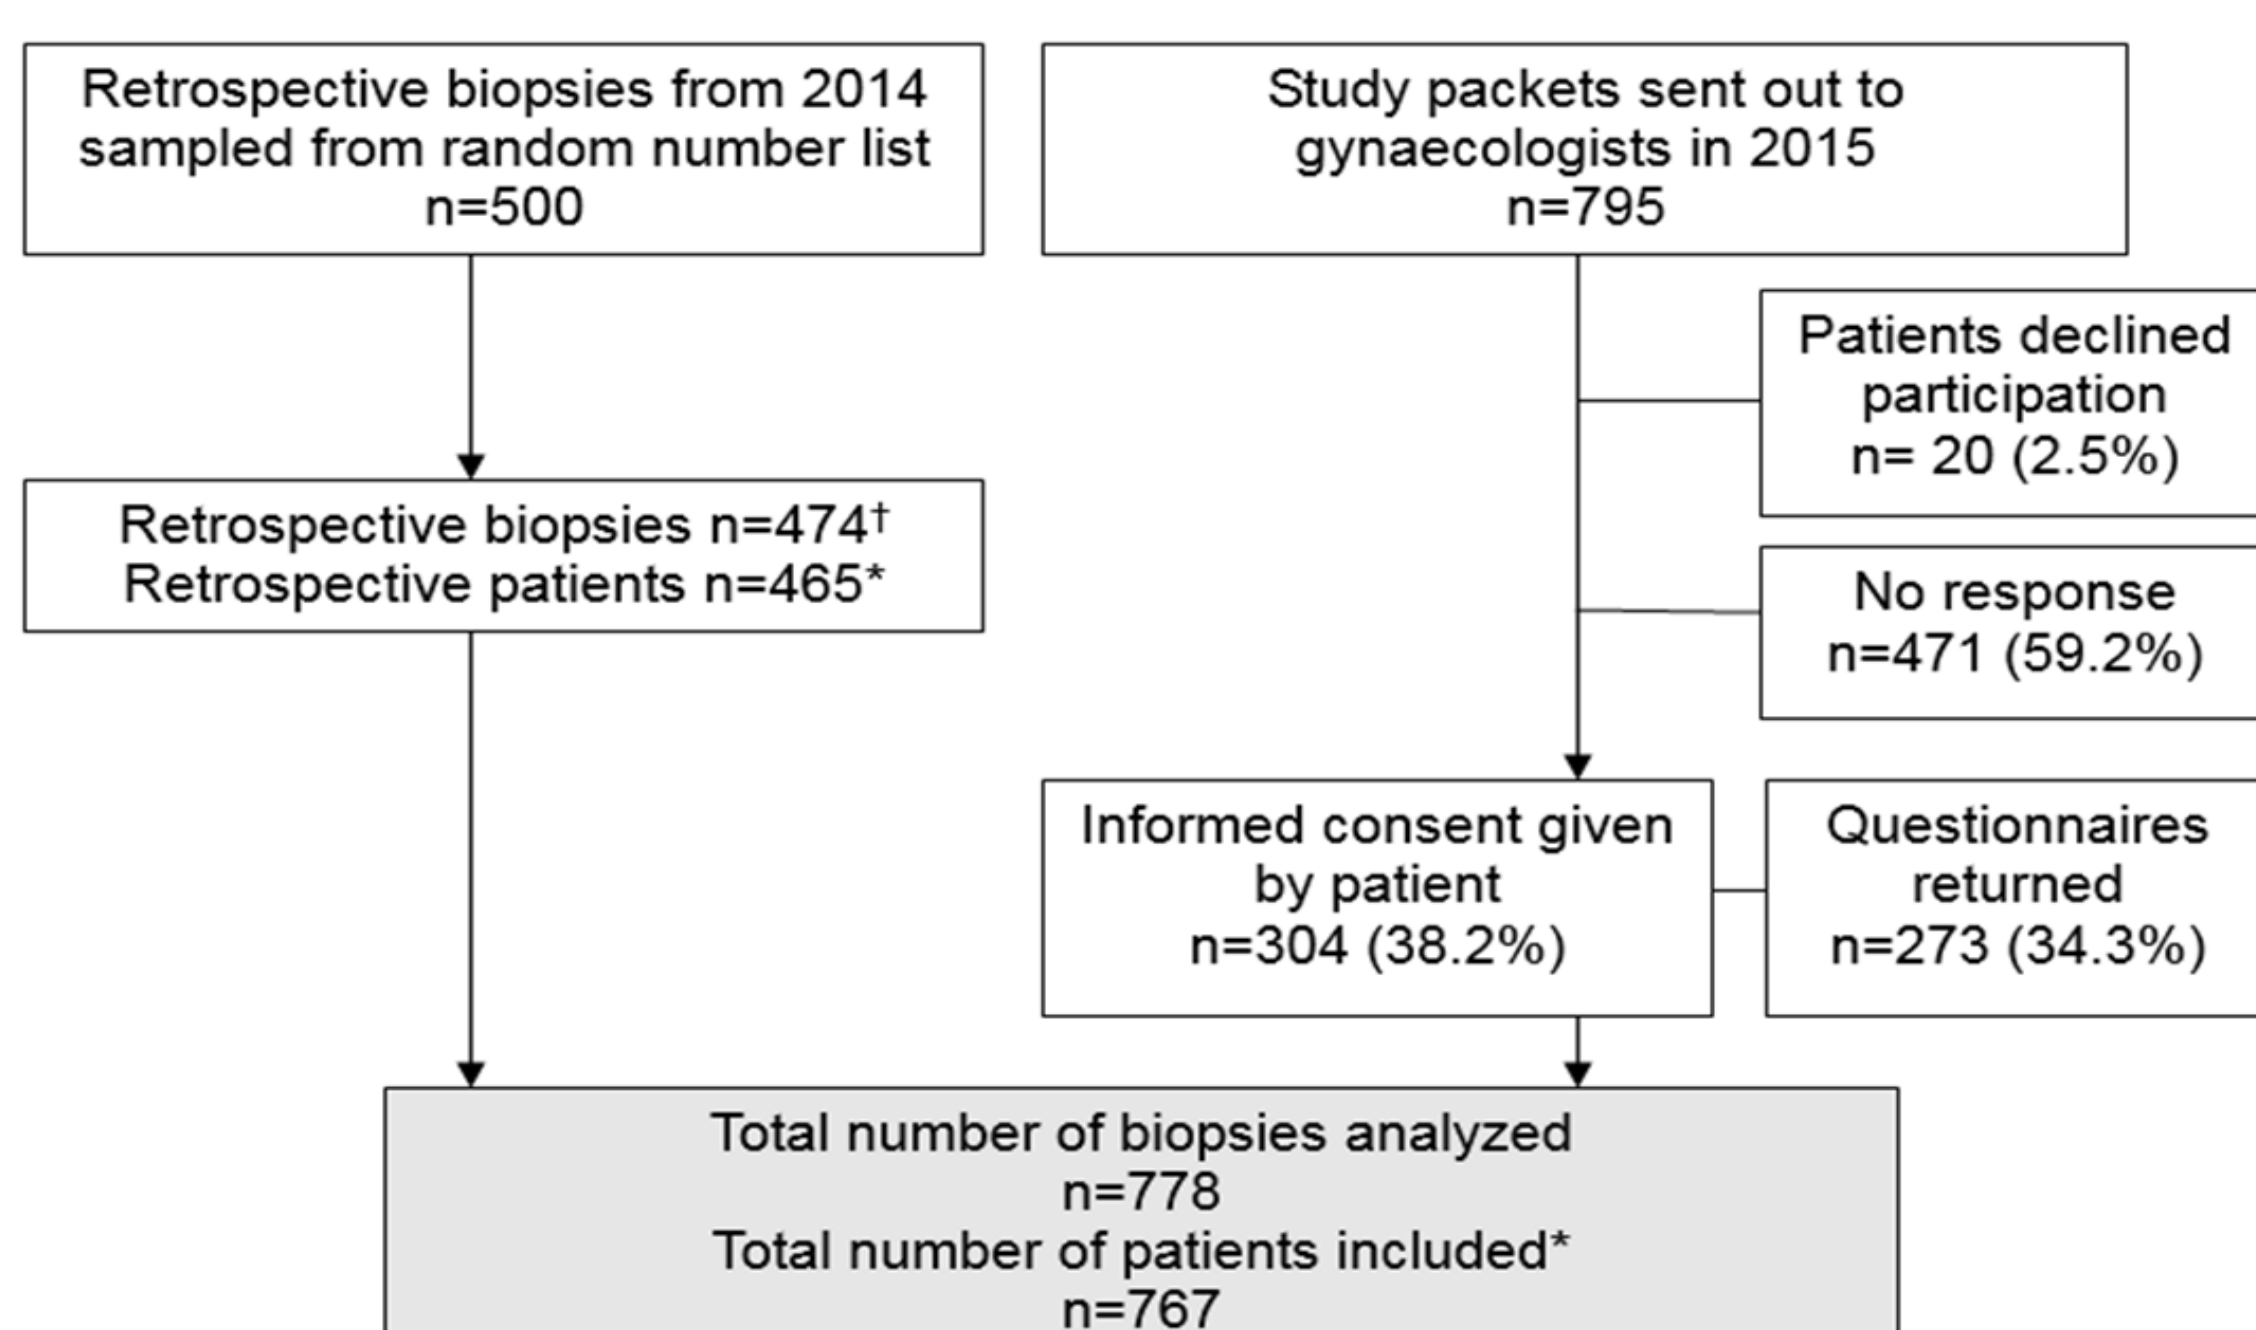 Retrospective biopsies from 2014
sampled from random number list
n=500
Study packets sent out to
gynaecologists in 2015
n=795
Patients declined
participation
n= 20 (2.5%)
Retrospective biopsies n=474†
Retrospective patients n=465*
No response
n=471 (59.2%)
Informed consent given
by patient
n=304 (38.2%)
Questionnaires
returned
n=273 (34.3%)
Total number of biopsies analyzed
n=778
Total number of patients included*
n=767